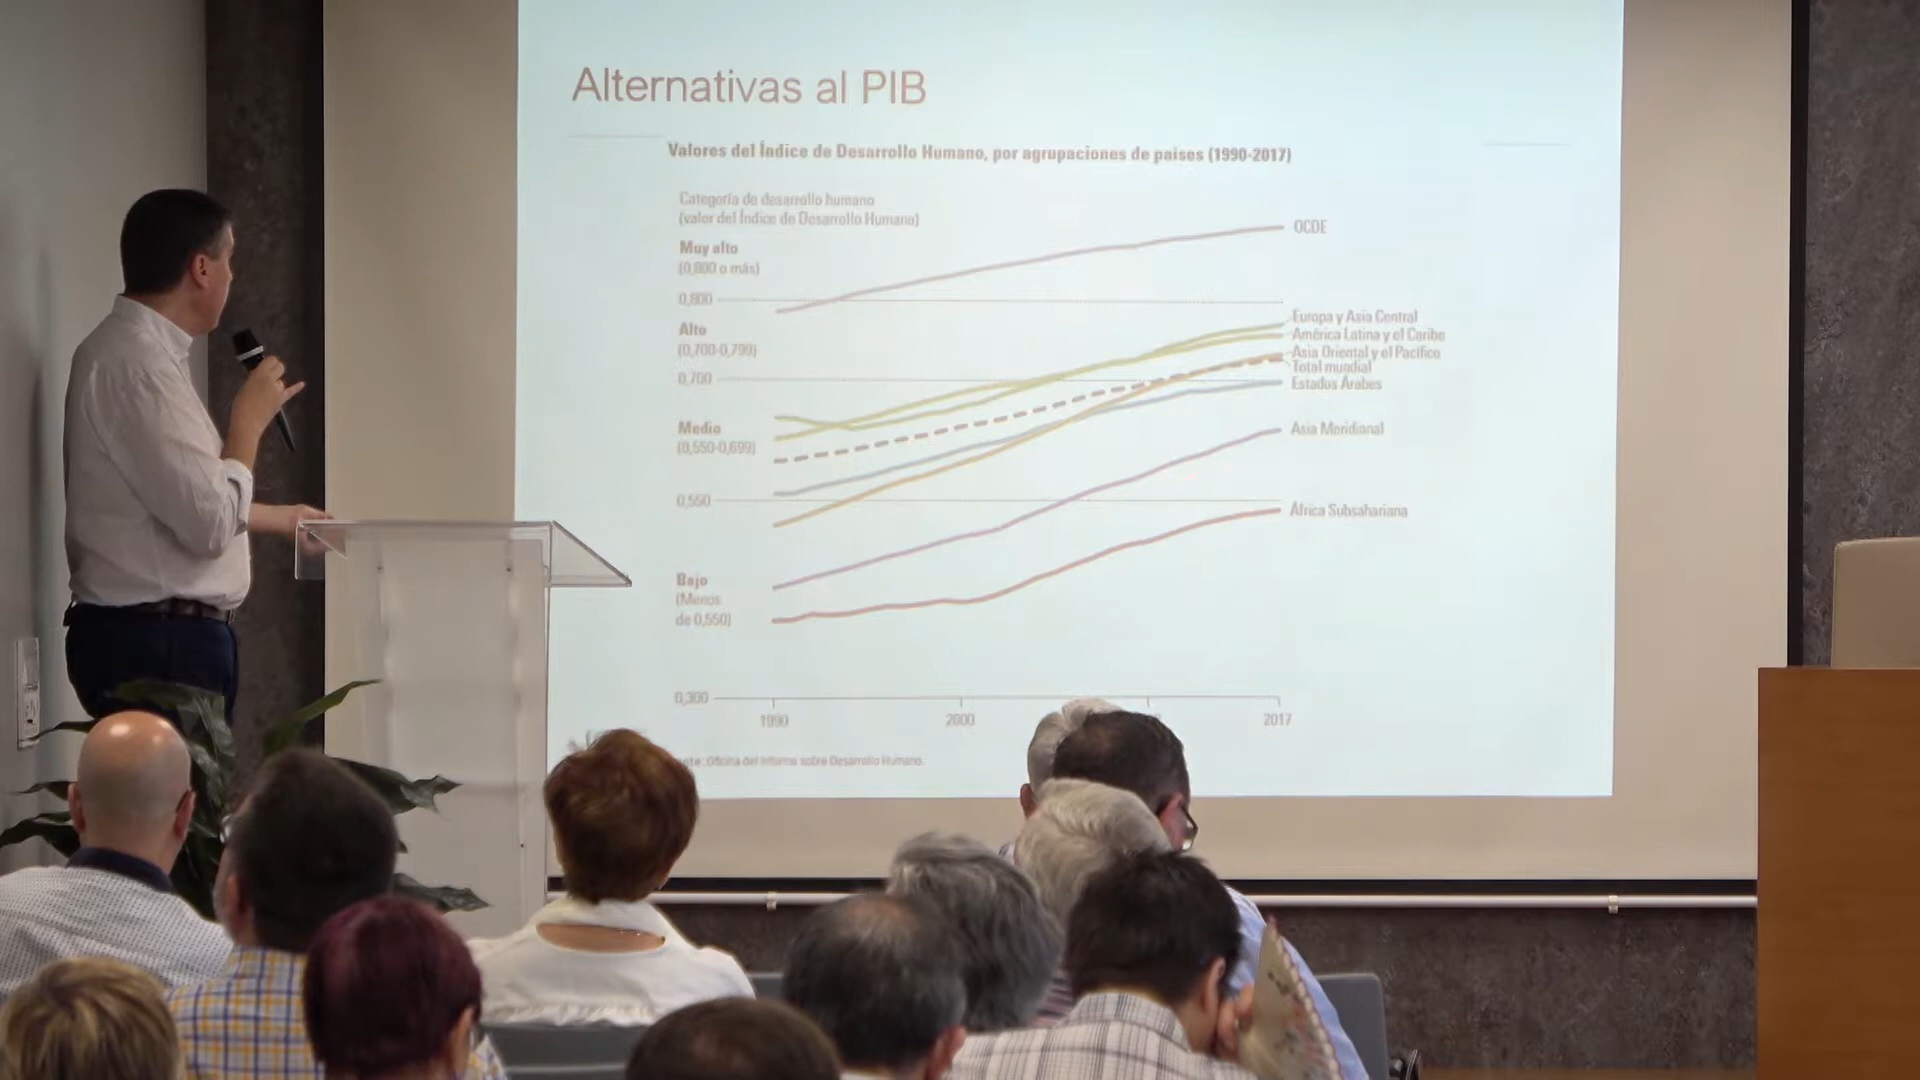 Alternativas al PIB
Valores del Índice de Desarrollo Humano, por agrupaciones de países (1990-2017)
Categoría de desarrollo humano
(valor del Índice de Desarrollo Humano)
OCDE
Muy alto
(0,800 o más)
0,800
Europa y Asia Central
Alto
América Latina y el Caribe
(0,700-0,799)
Asia Oriental y el Pacífico
Total mundial
0,700
Estados Árabes
Medio
Asia Meridional
(0,550-0,699)
0,550
África Subsahariana
Bajo
(Menos
de 0,550)
0,300
1990 2000 2017
Oficina del Informe sobre Desarrollo Humano.